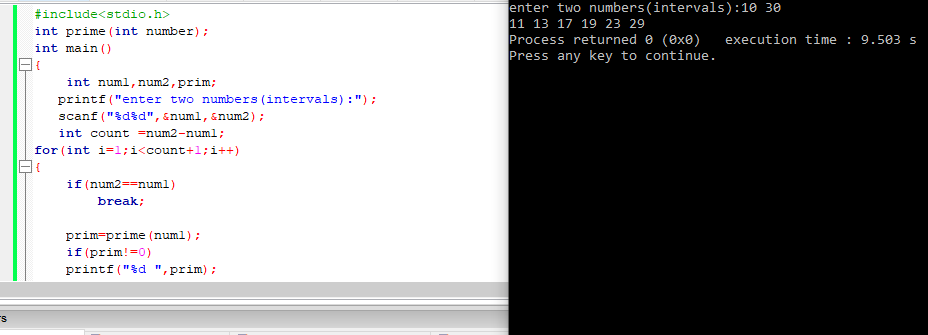 #include<stdio.h>
int prime(int number);
int main()
{
int num1,num2,prim;
printf("enter two numbers(intervals):");
scanf("%d%d",&num1,&num2);
int count =num2-num1;
for(int i=1;i<count+1;i++)
{
if(num2==num1)
break;
prim=prime(num1);
if(prim!=0)
printf("%d ",prim);
rs
enter two numbers(intervals):10 30
11 13 17 19 23 29
Process returned 0 (0x0)   execution time : 9.503 s
Press any key to continue.